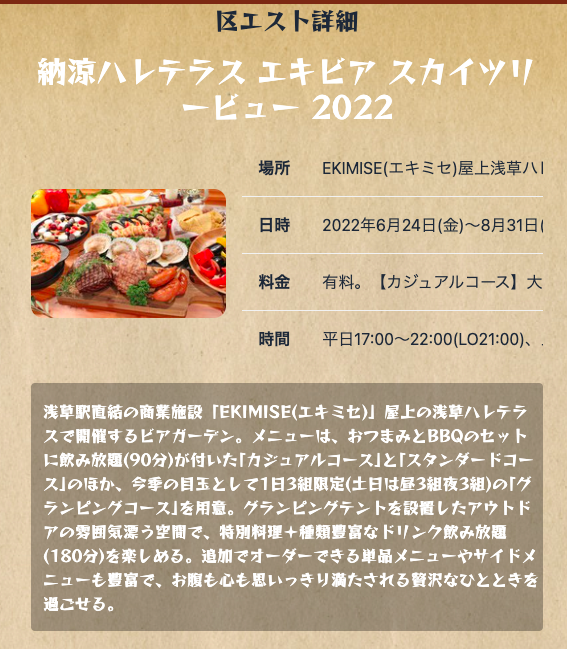 区エスト詳細
納涼ハレテラス エキビア スカイツリ
ービュー 2022
場所 EKIMISE(エキミセ)屋上浅草ハ
日時 2022年6月24日(金)〜8月31日(
料金 有料。【カジュアルコース】大
時間 平日17:00〜22:00(LO21:00)、
浅草駅直結の商業施設「EKIMISE(エキミセ)」屋上の浅草ハレテラ
スで開催するビアガーデン。メニューは、おつまみとBBQのセット
に飲み放題(90分)が付いた「カジュアルコース」と「スタンダードコー
ス」のほか、今季の目玉として1日3組限定(土日は昼3組夜3組)の「グ
ランピングコース」を用意。グランピングテントを設置したアウトド
アの雰囲気漂う空間で、特別料理＋種類豊富なドリンク飲み放題
(180分)を楽しめる。追加でオーダーできる単品メニューやサイドメ
ニューも豊富で、お腹も心も思いっきり満たされる贅沢なひとときを
過ごせる。